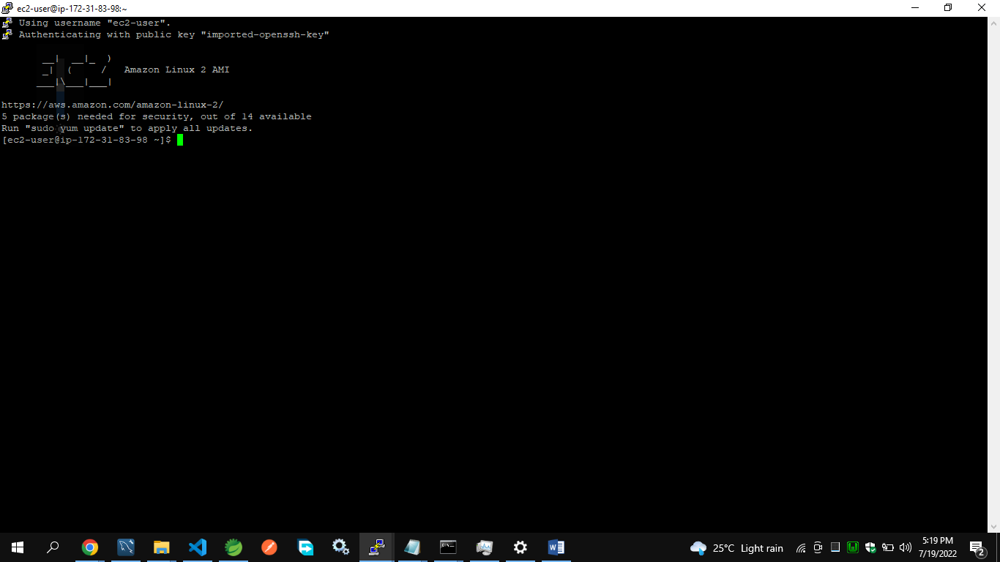 ec2-user@ip-172-31-83-98:~
Using username "ec2-user".
Authenticating with public key "imported-openssh-key"
       __|  __|_  )
       _|  (     /   Amazon Linux 2 AMI
      ___|\___|___|
https://aws.amazon.com/amazon-linux-2/
5 package(s) needed for security, out of 14 available
Run "sudo yum update" to apply all updates.
[ec2-user@ip-172-31-83-98 ~]$
25°C Light rain
5:19 PM
7/19/2022
2